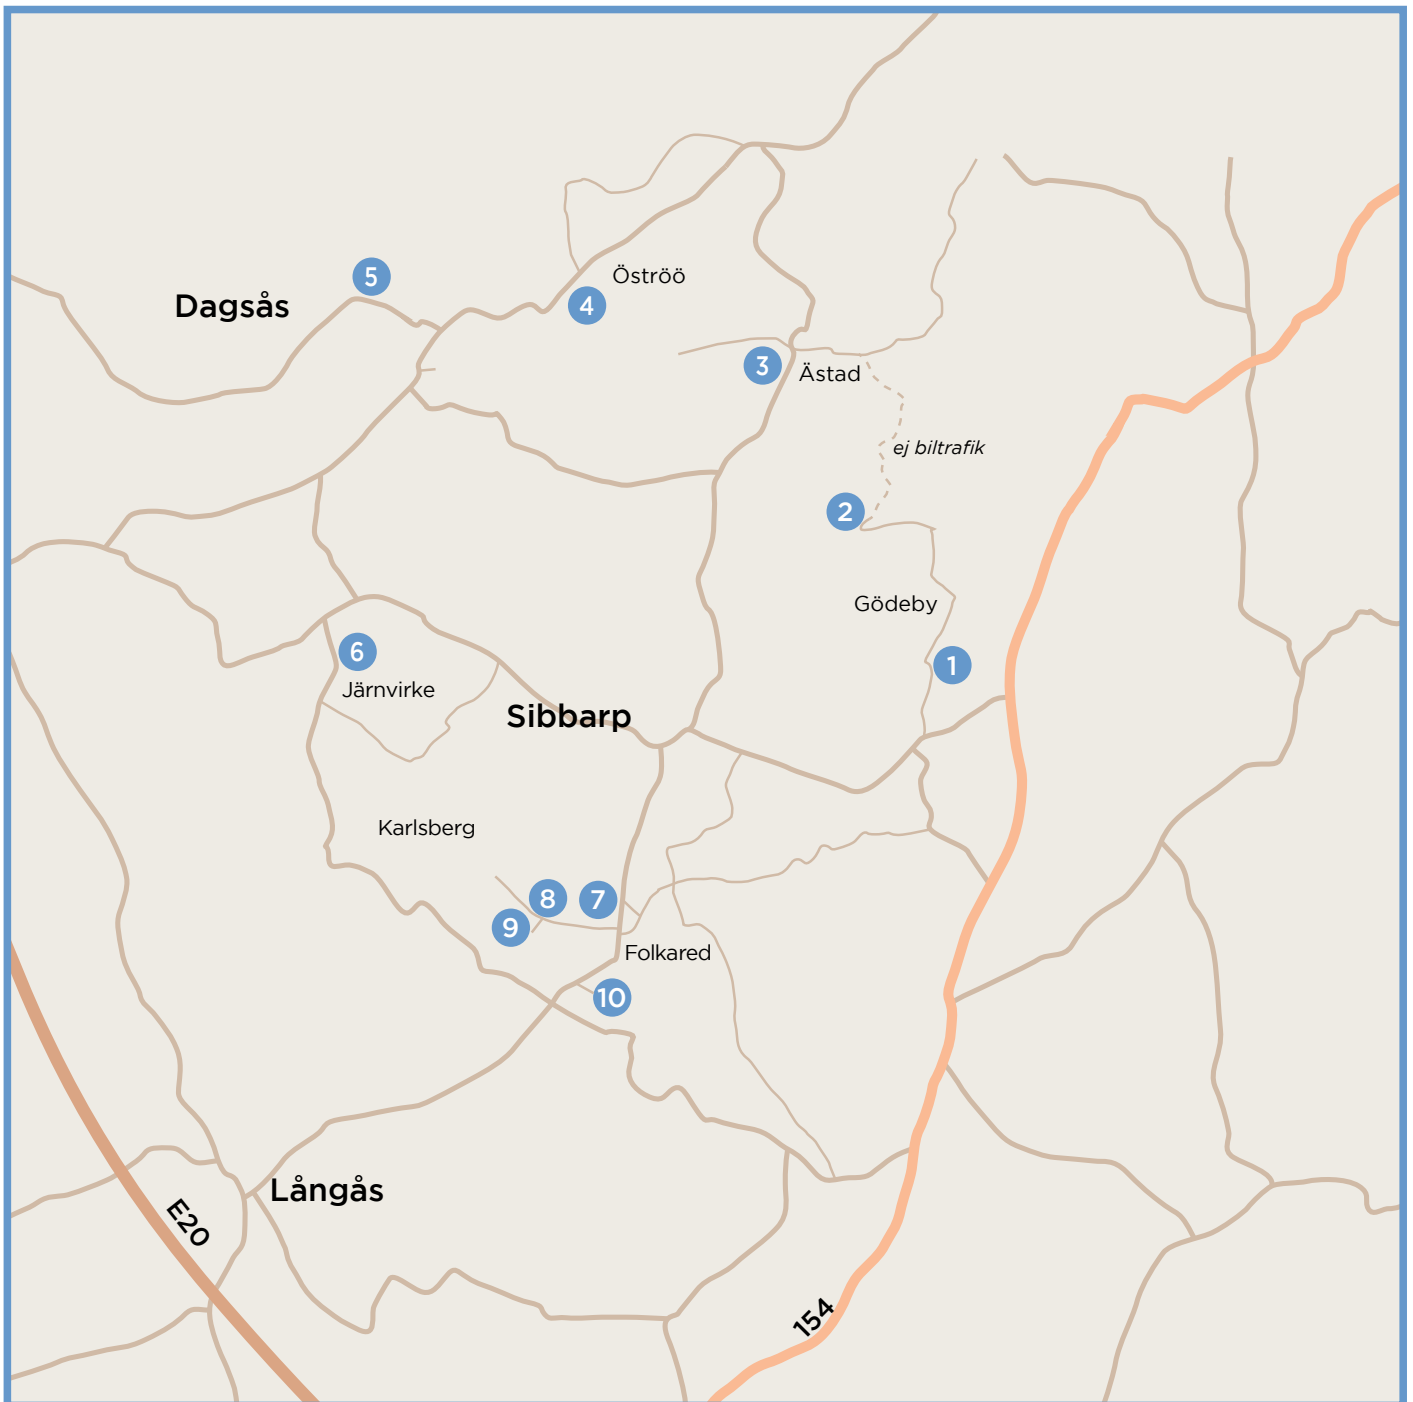 5
Öströö
Dagsås
4
3
Ästad
ej biltrafik
2
Gödeby
1
6
Järnvirke
Sibbarp
Karlsberg
8
7
9
Folkared
10
Långås
E20
154